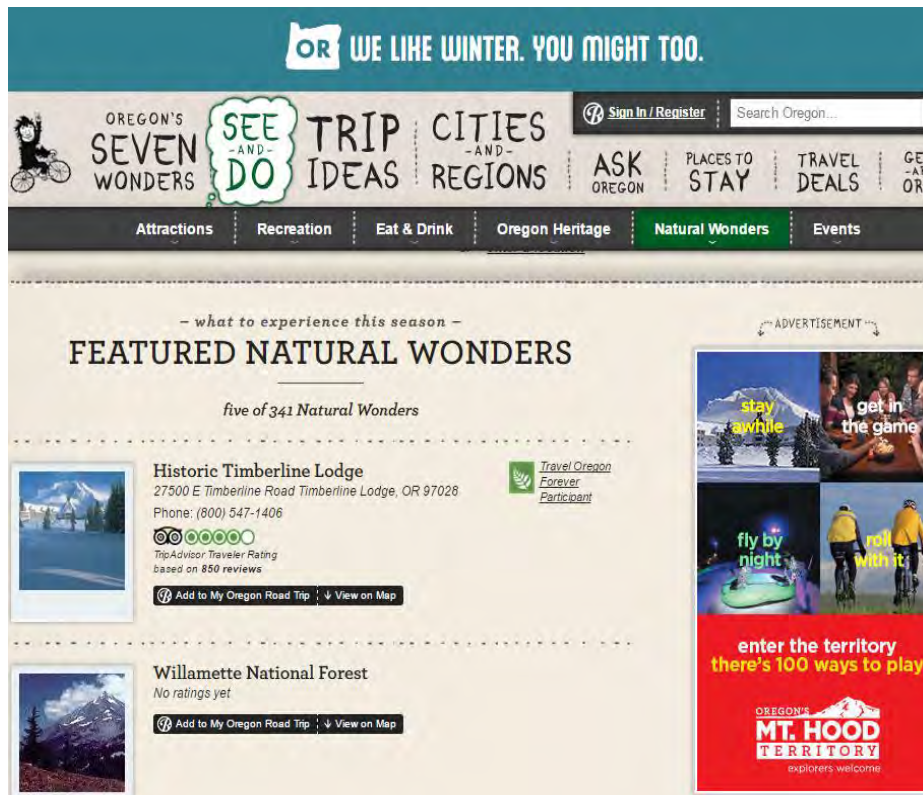 OR WE LIKE WINTER. YOU MIGHT TOO.
Sign In / Register
Search Oregon...
OREGON'S
SEVEN
WONDERS
SEE
-AND-
DO
TRIP
IDEAS
CITIES
-AND-
REGIONS
ASK
OREGON
PLACES TO
STAY
TRAVEL
DEALS
Attractions
Recreation
Eat & Drink
Oregon Heritage
Natural Wonders
Events
– what to experience this season –
FEATURED NATURAL WONDERS
five of 341 Natural Wonders
Historic Timberline Lodge
27500 E Timberline Road Timberline Lodge, OR 97028
Phone: (800) 547-1406
TripAdvisor Traveler Rating
based on 850 reviews
Add to My Oregon Road Trip
View on Map
Travel Oregon
Forever
Participant
Willamette National Forest
No ratings yet
Add to My Oregon Road Trip
View on Map
ADVERTISEMENT
stay
awhile
get in
the game
fly by
night
roll
with it
enter the territory
there's 100 ways to play
OREGON'S
MT. HOOD
TERRITORY
explorers welcome